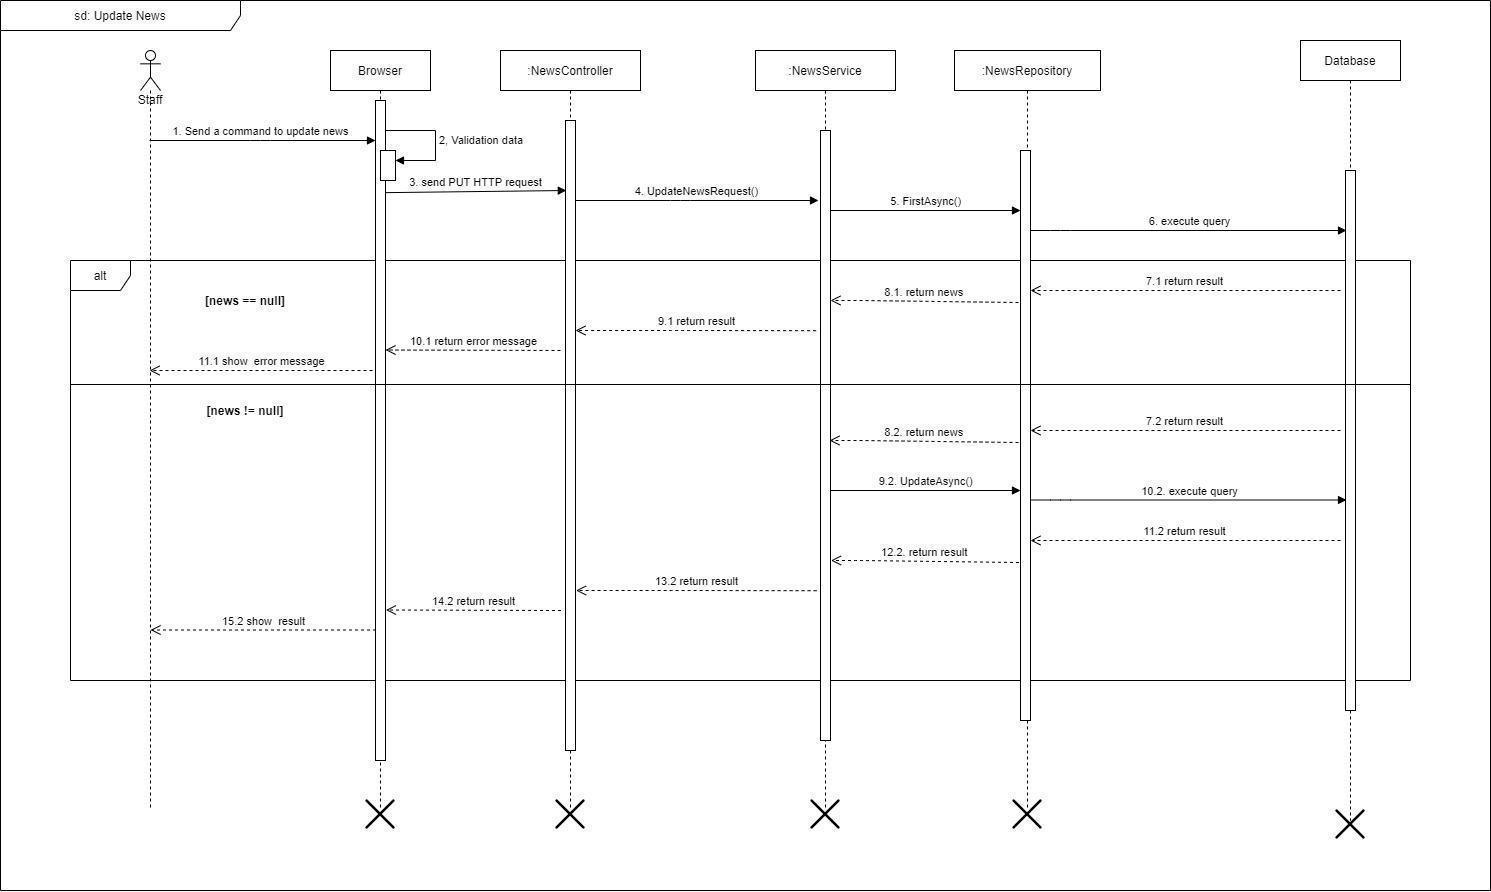 sd: Update News
Staff
Browser
:NewsController
:NewsService
:NewsRepository
Database
1. Send a command to update news
2, Validation data
3. send PUT HTTP request
4. UpdateNewsRequest()
5. FirstAsync()
6. execute query
alt
[news == null]
7.1 return result
8.1. return news
9.1 return result
10.1 return error message
11.1 show  error message
[news != null]
7.2 return result
8.2. return news
9.2. UpdateAsync()
10.2. execute query
11.2 return result
12.2. return result
13.2 return result
14.2 return result
15.2 show  result